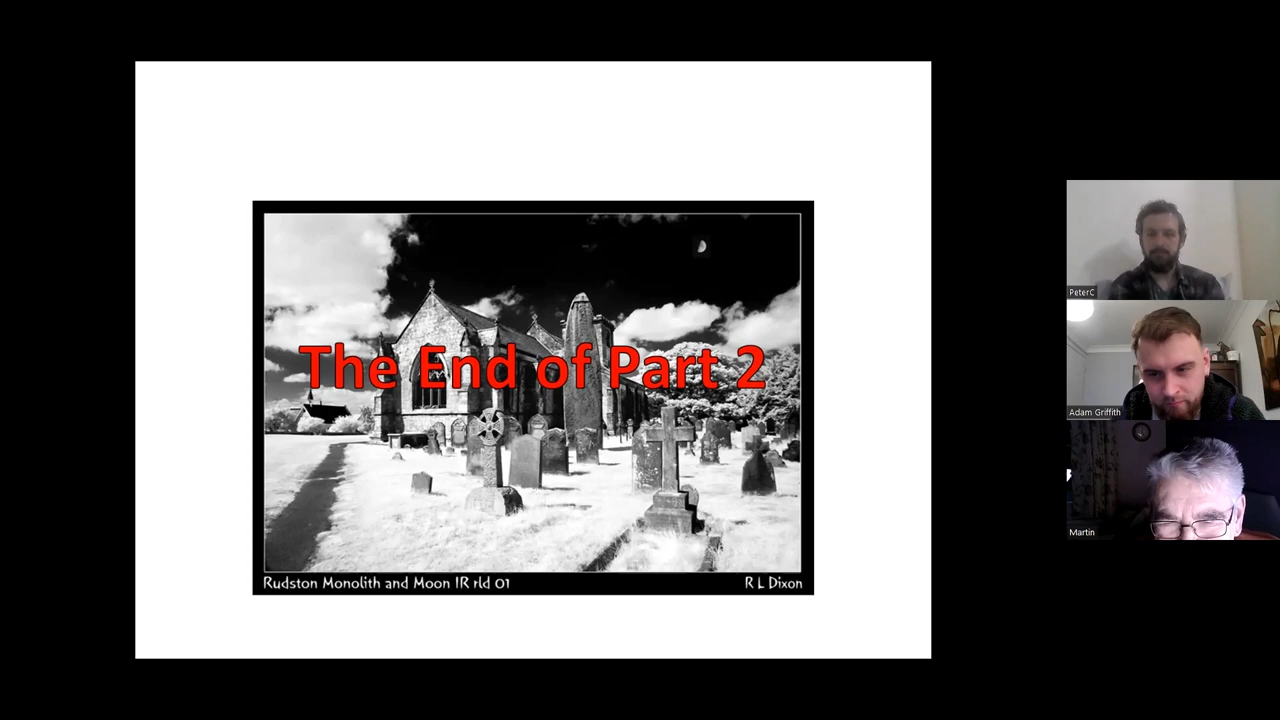 The End of Part 2
Rudston Monolith and Moon IR rld 01
R L Dixon
PeterC
Adam Griffith
Martin